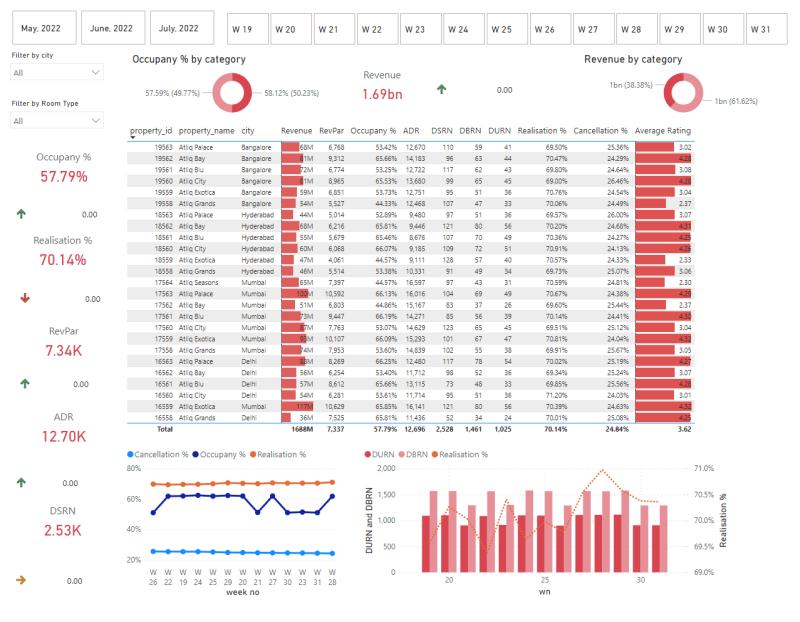 May, 2022 June, 2022 July, 2022 W 19 W 20 W 21 W 22 W 23 W 24 W 25 W 26 W 27 W 28 W 29 W 30 W 31
Filter by city
All
Filter by Room Type
All
Occupany %
57.79%
0.00
Realisation %
70.14%
0.00
RevPar
7.34K
0.00
ADR
12.70K
0.00
DSRN
2.53K
0.00
Occupany % by category
57.59% (49.77%) 58.12% (50.23%)
Revenue
1.69bn
0.00
Revenue by category
1bn (38.38%)
1bn (61.62%)
property_id property_name city Revenue RevPar Occupany % ADR DSRN DBRN DURN Realisation % Cancellation % Average Rating
19563 Atliq Palace Bangalore 68M 6,768 53.42% 12,670 110 59 41 69.50% 25.36% 3.02
19562 Atliq Bay Bangalore 81M 9,312 65.66% 14,183 96 63 44 70.47% 24.29% 4.28
19561 Atliq Blu Bangalore 72M 6,774 53.25% 12,722 117 62 43 69.80% 24.64% 3.08
19560 Atliq City Bangalore 81M 8,965 65.53% 13,680 99 65 45 69.00% 26.46% 4.28
19559 Atliq Exotica Bangalore 59M 6,851 53.73% 12,751 95 51 36 70.76% 24.54% 3.04
19558 Atliq Grands Bangalore 54M 5,527 44.33% 12,468 107 47 33 70.06% 24.49% 2.37
18563 Atliq Palace Hyderabad 44M 5,014 52.89% 9,480 97 51 36 69.57% 26.00% 3.07
18562 Atliq Bay Hyderabad 68M 6,216 65.81% 9,446 121 80 56 70.20% 24.68% 4.31
18561 Atliq Blu Hyderabad 55M 5,679 65.46% 8,676 107 70 49 70.36% 24.27% 4.25
18560 Atliq City Hyderabad 60M 6,068 66.07% 9,185 109 72 51 70.91% 24.13% 4.26
18559 Atliq Exotica Hyderabad 47M 4,061 44.57% 9,111 128 57 40 70.57% 24.33% 2.33
18558 Atliq Grands Hyderabad 46M 5,514 53.38% 10,331 91 49 34 69.73% 25.07% 3.06
17564 Atliq Seasons Mumbai 65M 7,397 44.57% 16,597 97 43 31 70.59% 24.81% 2.30
17563 Atliq Palace Mumbai 100M 10,592 66.13% 16,016 104 69 49 70.67% 24.38% 4.26
17562 Atliq Bay Mumbai 51M 6,803 44.86% 15,167 83 37 26 69.60% 25.44% 2.37
17561 Atliq Blu Mumbai 73M 9,447 66.19% 14,271 85 56 39 70.14% 24.41% 4.30
17560 Atliq City Mumbai 87M 7,763 53.07% 14,629 123 65 45 69.51% 25.12% 3.04
17559 Atliq Exotica Mumbai 93M 10,107 66.09% 15,293 101 67 47 70.81% 24.04% 4.32
17558 Atliq Grands Mumbai 74M 7,953 53.60% 14,839 102 55 38 69.91% 25.67% 3.05
16563 Atliq Palace Delhi 88M 8,269 66.25% 12,480 117 78 54 70.02% 25.19% 4.27
16562 Atliq Bay Delhi 56M 6,254 53.40% 11,712 98 52 36 69.34% 25.24% 3.07
16561 Atliq Blu Delhi 57M 8,612 65.66% 13,115 73 48 33 69.85% 25.56% 4.28
16560 Atliq City Delhi 54M 6,281 53.61% 11,714 95 51 36 71.20% 24.03% 3.01
16559 Atliq Exotica Mumbai 117M 10,629 65.85% 16,141 121 80 56 70.39% 24.63% 4.32
16558 Atliq Grands Delhi 36M 7,525 65.81% 11,436 52 34 24 70.01% 25.08% 4.25
Total 1688M 7,337 57.79% 12,696 2,528 1,461 1,025 70.14% 24.84% 3.62
Cancellation % Occupany % Realisation %
80%
60%
40%
20%
W 26 W 22 W 19 W 24 W 25 W 29 W 20 W 21 W 27 W 30 W 23 W 31 W 28
week no
DURN DBRN Realisation %
2,000 71.0%
1,500 70.5%
1,000 70.0%
500 69.5%
0 69.0%
DURN and DBRN
Realisation %
20 25 30
wn